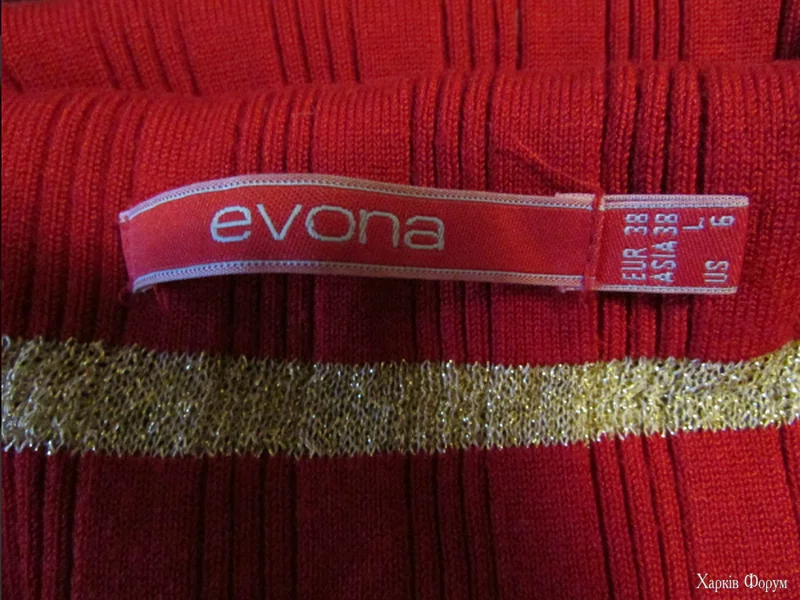 evona
EUR 38
ASIA 38
L
US 6
Харків Форум